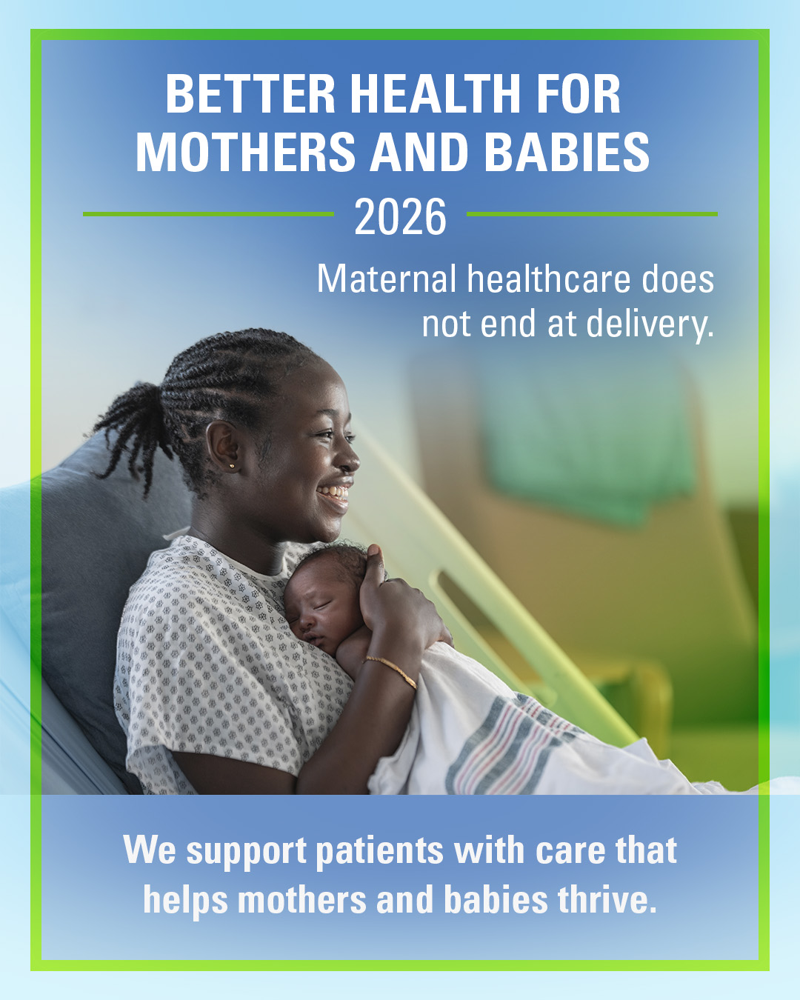 BETTER HEALTH FOR
MOTHERS AND BABIES
2026
Maternal healthcare does
not end at delivery.
We support patients with care that
helps mothers and babies thrive.